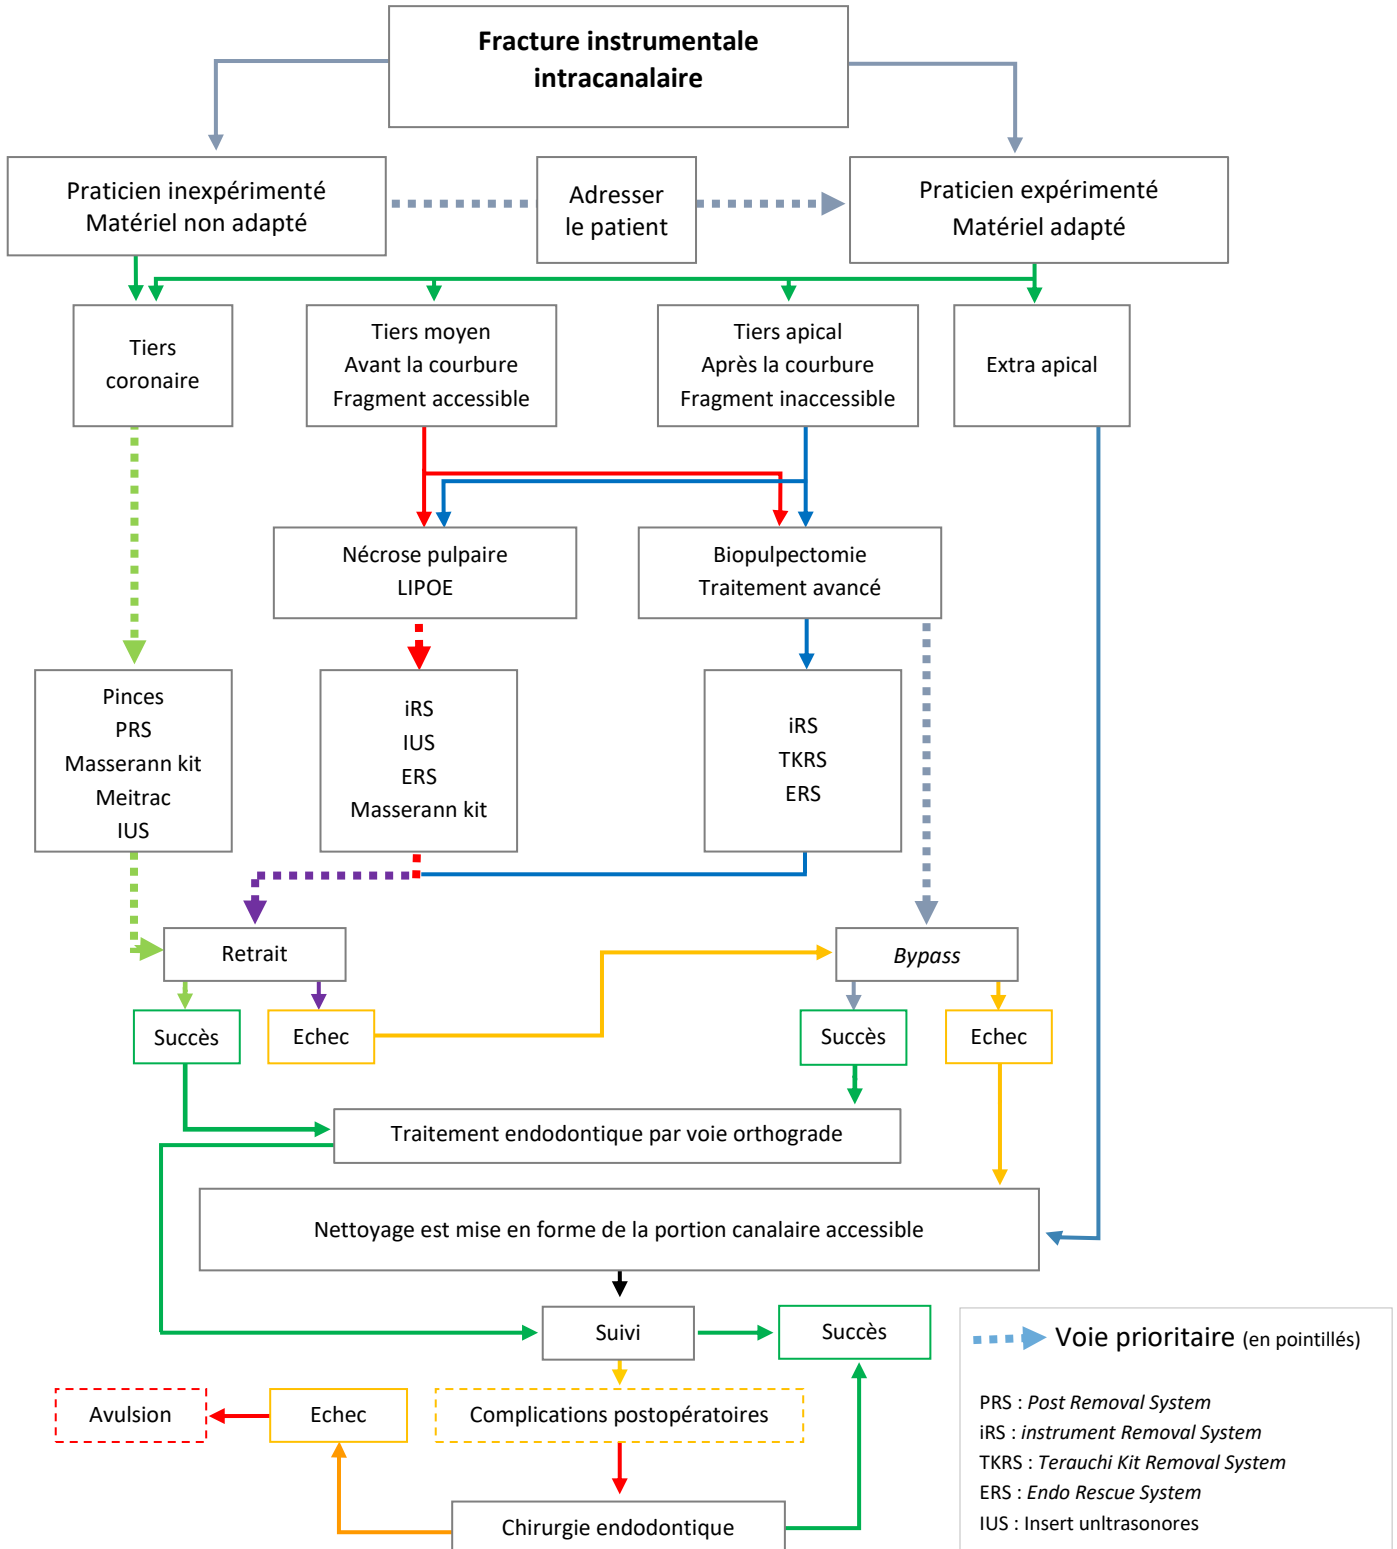 Fracture instrumentale
intracanalaire
Praticien inexpérimenté
Matériel non adapté
Adresser
le patient
Praticien expérimenté
Matériel adapté
Tiers
coronaire
Tiers moyen
Avant la courbure
Fragment accessible
Tiers apical
Après la courbure
Fragment inaccessible
Extra apical
Nécrose pulpaire
LIPOE
Biopulpectomie
Traitement avancé
Pinces
PRS
Masserann kit
Meitrac
IUS
iRS
IUS
ERS
Masserann kit
iRS
TKRS
ERS
Retrait
Bypass
Succès
Echec
Succès
Echec
Traitement endodontique par voie orthograde
Nettoyage est mise en forme de la portion canalaire accessible
Suivi
Succès
Avulsion
Echec
Complications postopératoires
Chirurgie endodontique
Voie prioritaire (en pointillés)
PRS : Post Removal System
iRS : instrument Removal System
TKRS : Terauchi Kit Removal System
ERS : Endo Rescue System
IUS : Insert unltrasonores